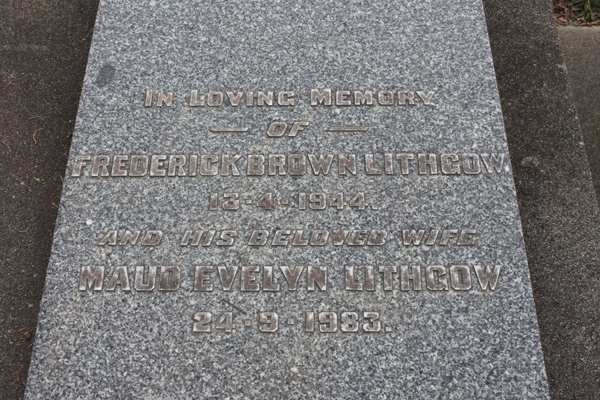 IN LOVING MEMORY
— OF —
FREDERICK BROWN LITHGOW
13-4-1944.
AND HIS BELOVED WIFE
MAUD EVELYN LITHGOW
24-9-1983.